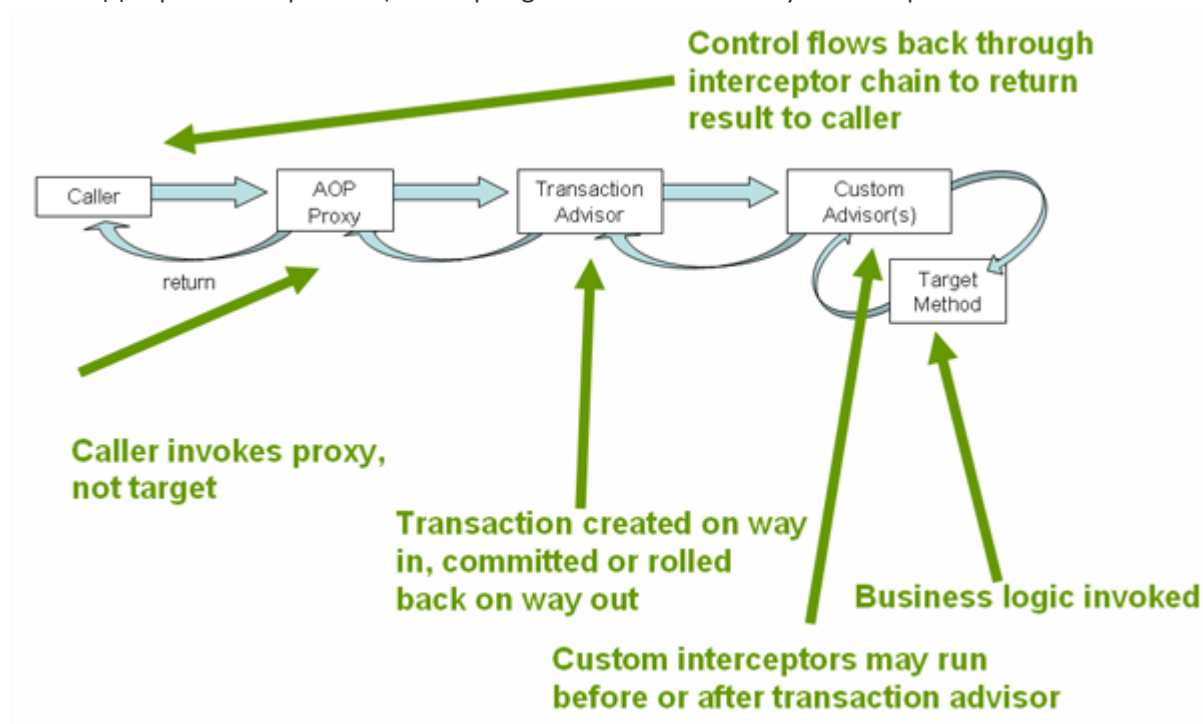 Control flows back through
interceptor chain to return
result to caller
Caller
AOP
Proxy
Transaction
Advisor
Custom
Advisor(s)
return
Target
Method
Caller invokes proxy,
not target
Transaction created on way
in, committed or rolled
back on way out
Business logic invoked
Custom interceptors may run
before or after transaction advisor